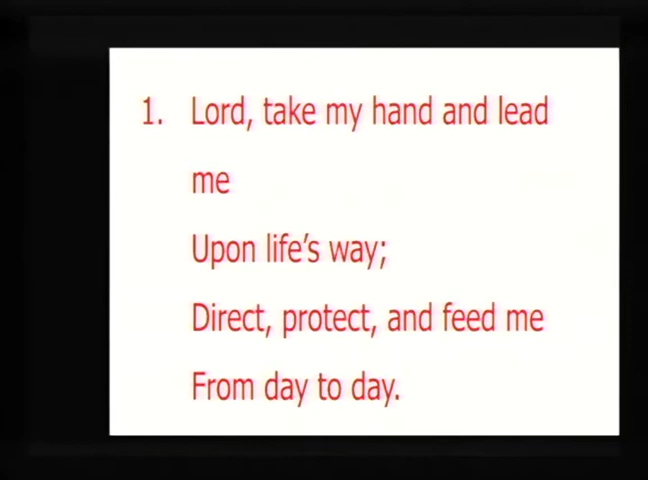 1. Lord, take my hand and lead
me
Upon life's way;
Direct, protect, and feed me
From day to day.